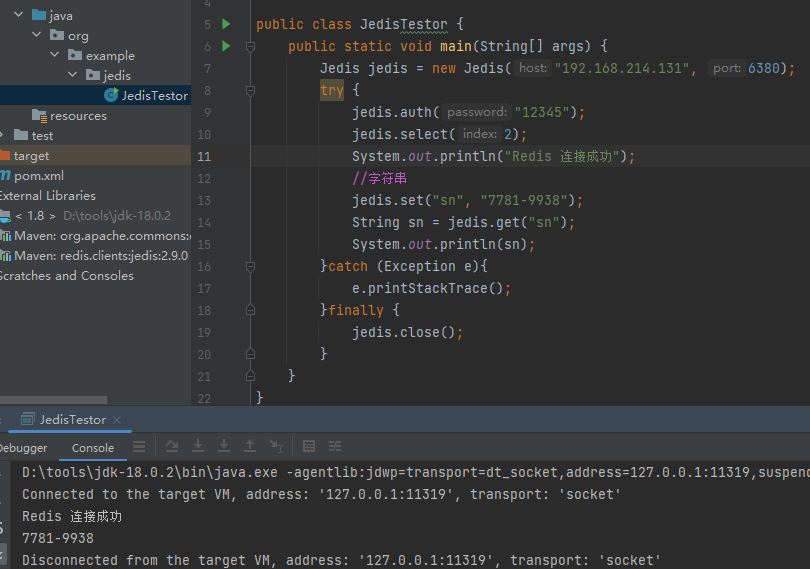 java
org
example
jedis
JedisTestor
resources
test
target
pom.xml
External Libraries
< 1.8 > D:\tools\jdk-18.0.2
Maven: org.apache.commons:
Maven: redis.clients:jedis:2.9.0
Scratches and Consoles
4
5 public class JedisTestor {
6 public static void main(String[] args) {
7 Jedis jedis = new Jedis( host: "192.168.214.131", port: 6380);
8 try {
9 jedis.auth( password: "12345");
10 jedis.select( index: 2);
11 System.out.println("Redis 连接成功");
12 //字符串
13 jedis.set("sn", "7781-9938");
14 String sn = jedis.get("sn");
15 System.out.println(sn);
16 }catch (Exception e){
17 e.printStackTrace();
18 }finally {
19 jedis.close();
20 }
21 }
22 }
JedisTestor
Debugger Console
D:\tools\jdk-18.0.2\bin\java.exe -agentlib:jdwp=transport=dt_socket,address=127.0.0.1:11319,suspend
Connected to the target VM, address: '127.0.0.1:11319', transport: 'socket'
Redis 连接成功
7781-9938
Disconnected from the target VM, address: '127.0.0.1:11319', transport: 'socket'